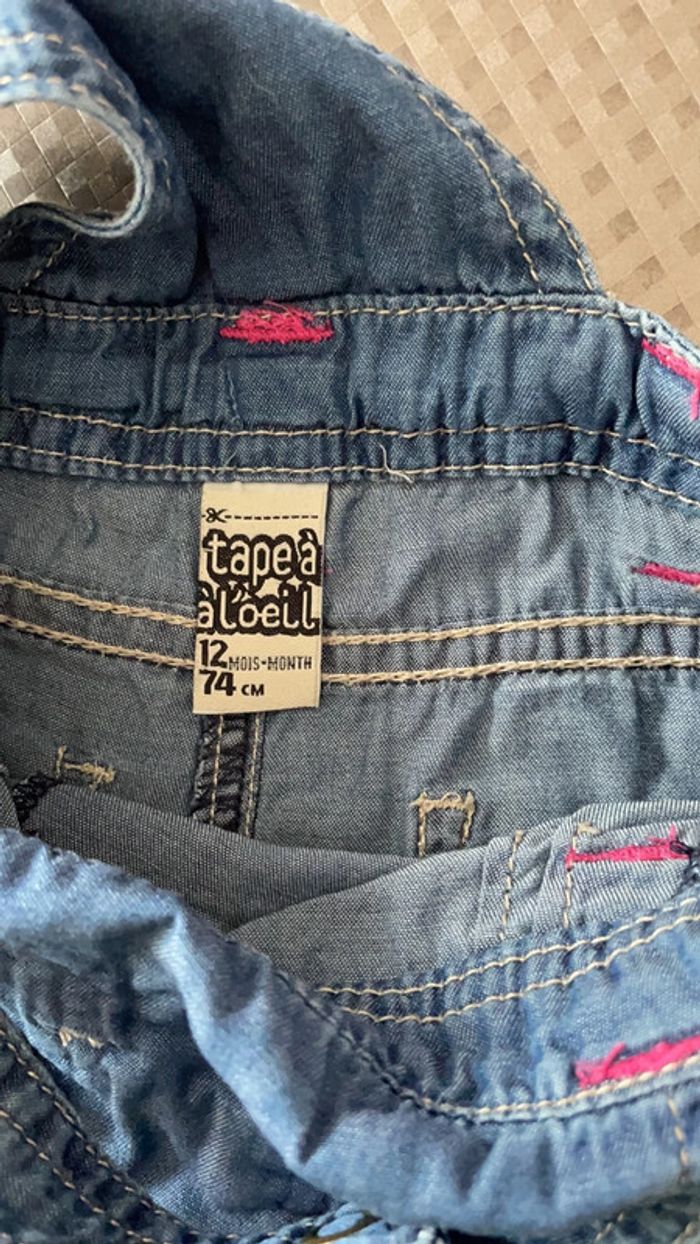 tape à
à l'oeil
12 MOIS-MONTH
74 CM